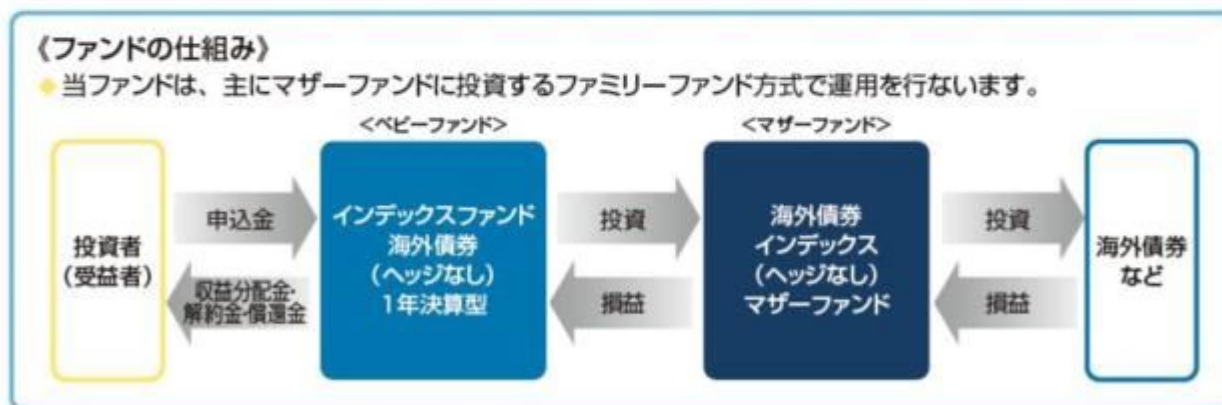 《ファンドの仕組み》
当ファンドは、主にマザーファンドに投資するファミリーファンド方式で運用を行ないます。
<ベビーファンド>
<マザーファンド>
投資者
(受益者)
申込金
収益分配金・
解約金・償還金
インデックスファンド
海外債券
(ヘッジなし)
1年決算型
投資
損益
海外債券
インデックス
(ヘッジなし)
マザーファンド
投資
損益
海外債券
など